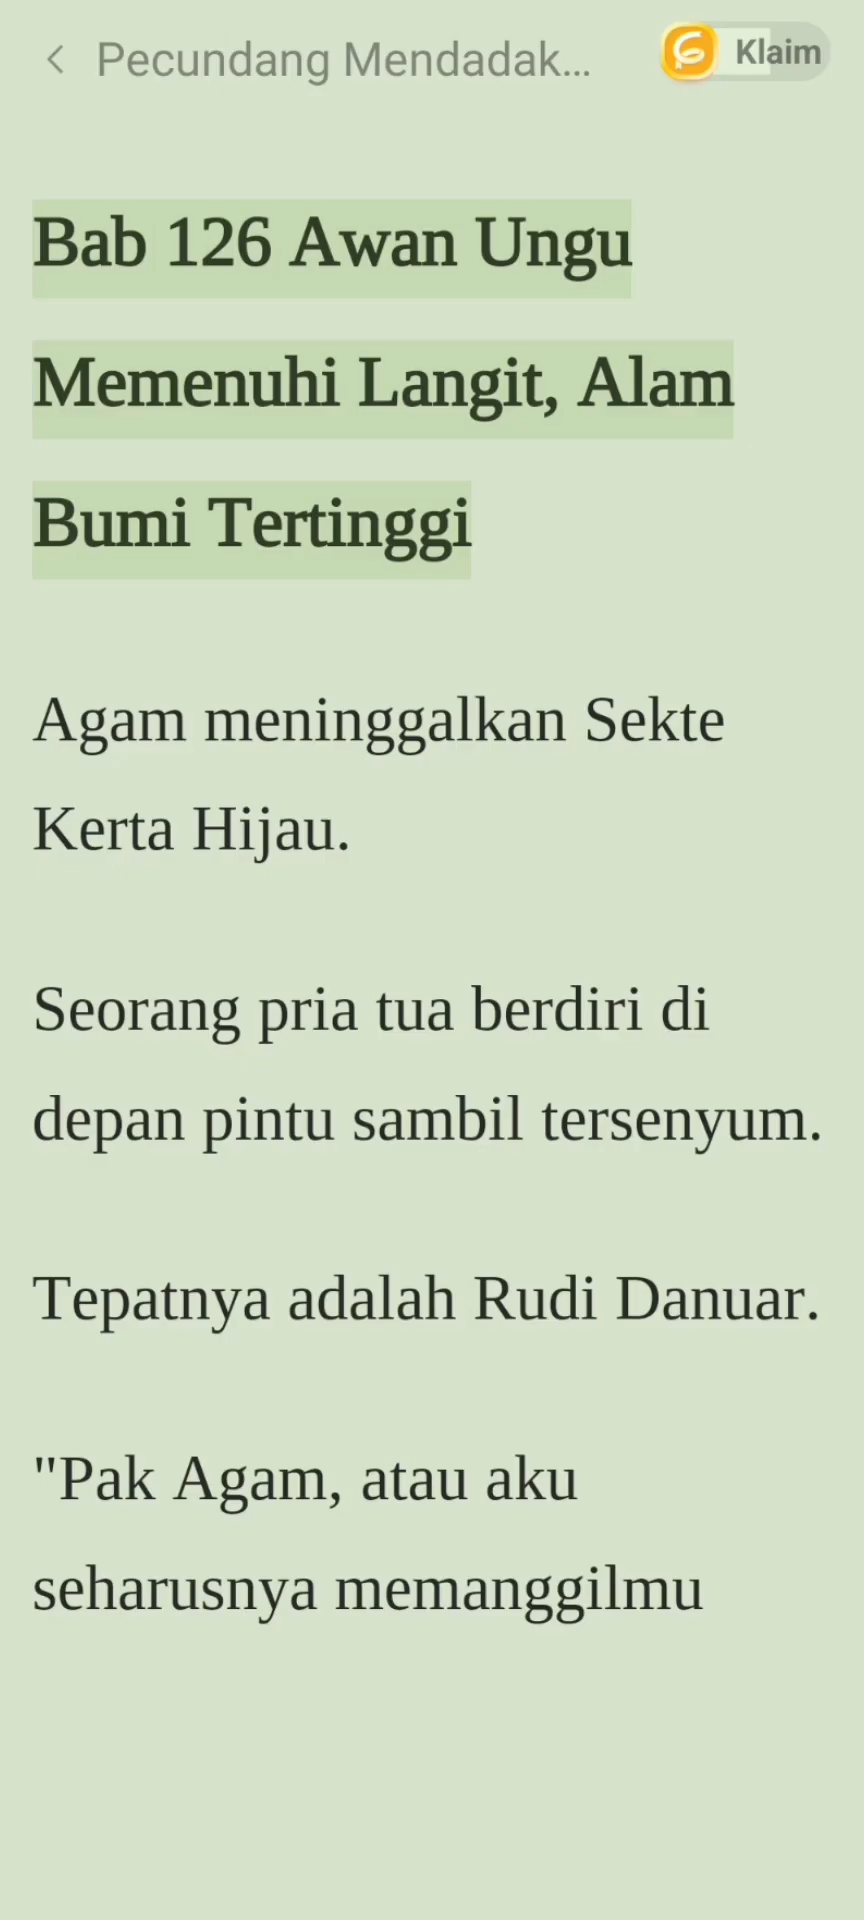 Pecundang Mendadak...
Klaim
Bab 126 Awan Ungu
Memenuhi Langit, Alam
Bumi Tertinggi
Agam meninggalkan Sekte
Kerta Hijau.
Seorang pria tua berdiri di
depan pintu sambil tersenyum.
Tepatnya adalah Rudi Danuar.
"Pak Agam, atau aku
seharusnya memanggilmu